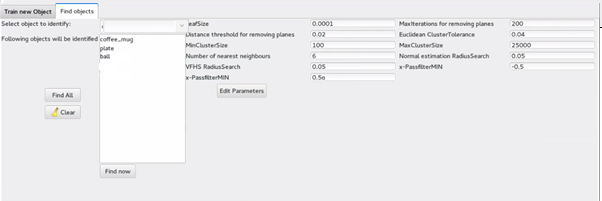 Train new Object Find objects
Select object to identify:
Following objects will be identified
coffee_mug
plate
ball
Find All
Clear
Find now
eafSize 0.0001 MaxIterations for removing planes 200
Distance threshold for removing planes 0.02 Euclidean ClusterTolerance 0.04
MinClusterSize 100 MaxClusterSize 25000
Number of nearest neighbours 6 Normal estimation RadiusSearch 0.05
VFHS RadiusSearch 0.05 x-PassfilterMIN -0.5
x-PassfilterMIN 0.5o
Edit Parameters